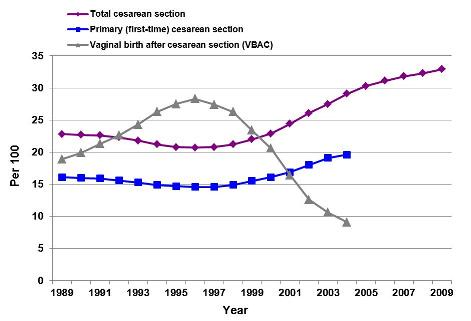 Total cesarean section
Primary (first-time) cesarean section
Vaginal birth after cesarean section (VBAC)
35
30
25
20
15
10
5
0
Per 100
1989 1991 1993 1995 1997 1999 2001 2003 2005 2007 2009
Year